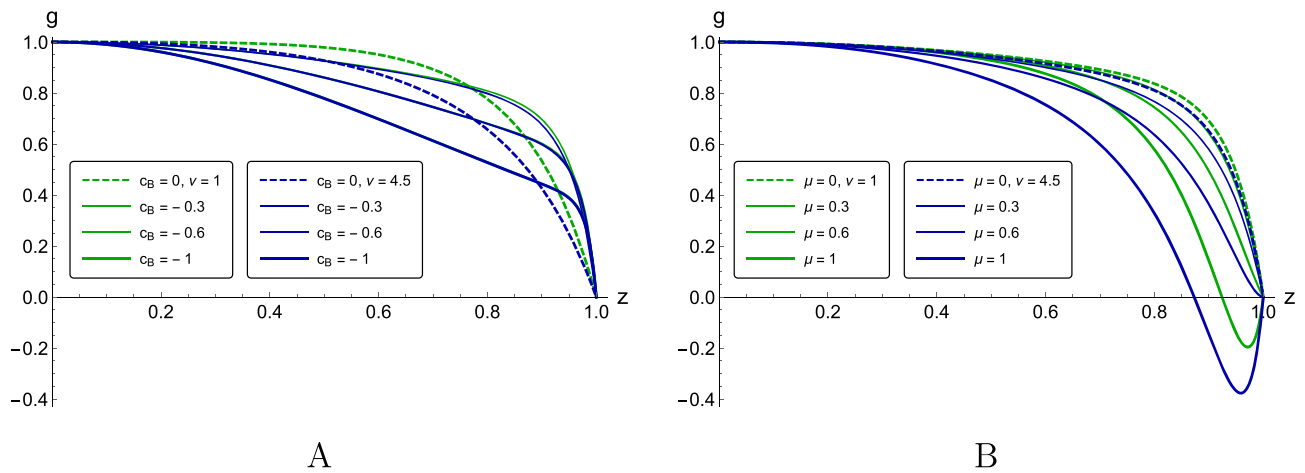 g
1.0
0.8
0.6
0.4
0.2
0.0
−0.2
−0.4
0.2 0.4 0.6 0.8 1.0 z
c_B = 0, ν = 1
c_B = − 0.3
c_B = − 0.6
c_B = − 1
c_B = 0, ν = 4.5
c_B = − 0.3
c_B = − 0.6
c_B = − 1
A
g
1.0
0.8
0.6
0.4
0.2
0.0
−0.2
−0.4
0.2 0.4 0.6 0.8 1.0 z
μ = 0, ν = 1
μ = 0.3
μ = 0.6
μ = 1
μ = 0, ν = 4.5
μ = 0.3
μ = 0.6
μ = 1
B